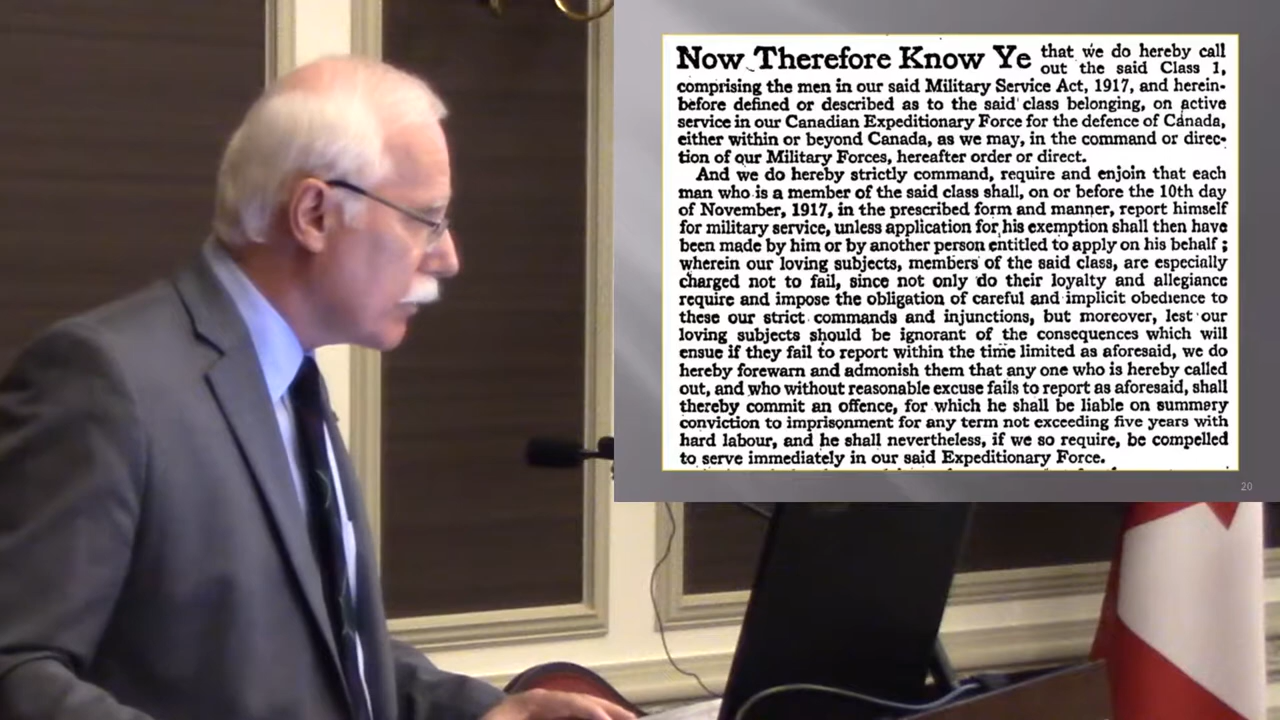 Now Therefore Know Ye that we do hereby call
out the said Class 1,
comprising the men in our said Military Service Act, 1917, and herein-
before defined or described as to the said class belonging, on active
service in our Canadian Expeditionary Force for the defence of Canada,
either within or beyond Canada, as we may, in the command or direc-
tion of our Military Forces, hereafter order or direct.
And we do hereby strictly command, require and enjoin that each
man who is a member of the said class shall, on or before the 10th day
of November, 1917, in the prescribed form and manner, report himself
for military service, unless application for his exemption shall then have
been made by him or by another person entitled to apply on his behalf ;
wherein our loving subjects, members of the said class, are especially
charged not to fail, since not only do their loyalty and allegiance
require and impose the obligation of careful and implicit obedience to
these our strict commands and injunctions, but moreover, lest our
loving subjects should be ignorant of the consequences which will
ensue if they fail to report within the time limited as aforesaid, we do
hereby forewarn and admonish them that any one who is hereby called
out, and who without reasonable excuse fails to report as aforesaid, shall
thereby commit an offence, for which he shall be liable on summary
conviction to imprisonment for any term not exceeding five years with
hard labour, and he shall nevertheless, if we so require, be compelled
to serve immediately in our said Expeditionary Force.
20